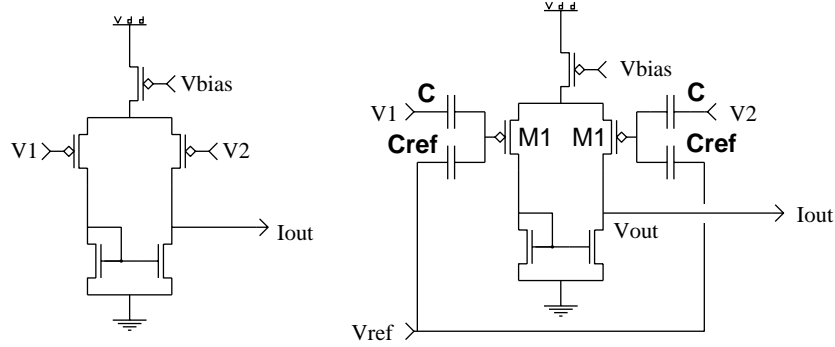 Vdd
Vbias
V1
V2
Iout
Vdd
Vbias
V1
C
C
V2
Cref
M1
M1
Cref
Vout
Iout
Vref